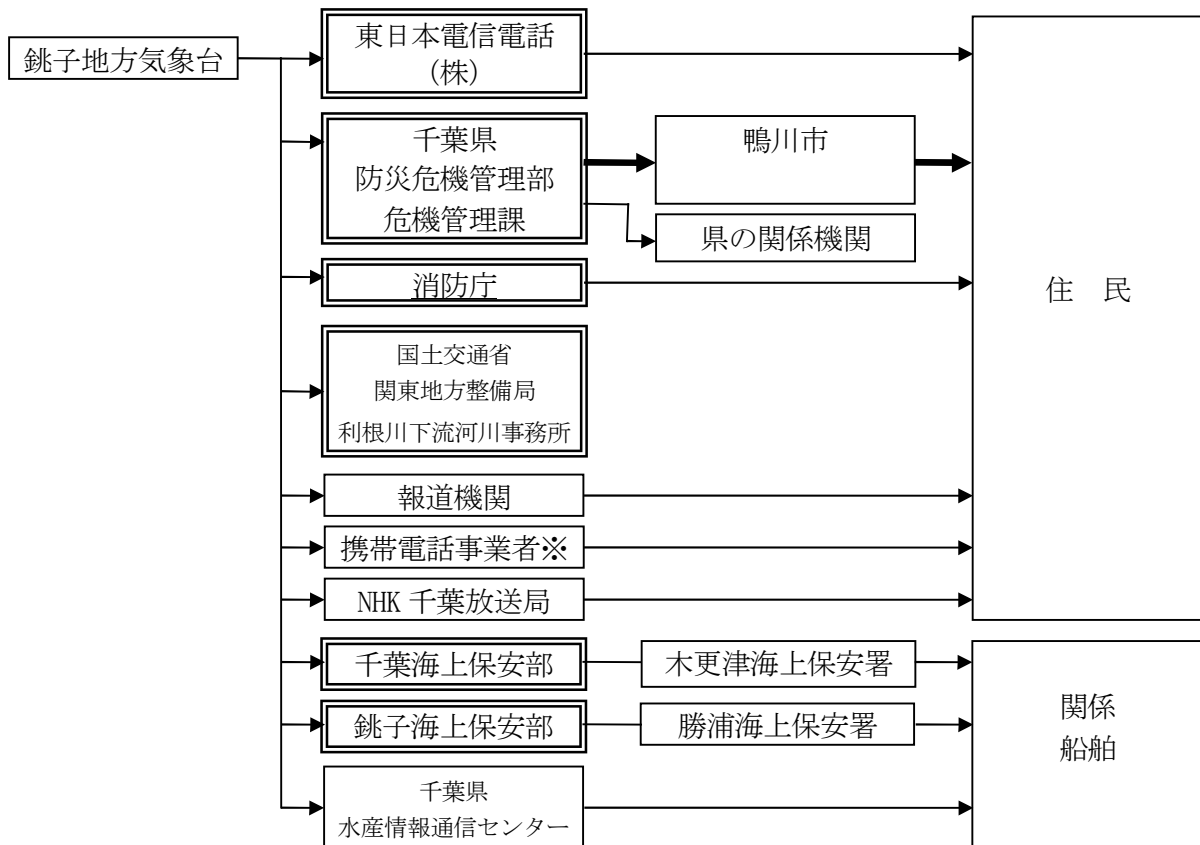 銚子地方気象台
東日本電信電話
(株)
千葉県
防災危機管理部
危機管理課
鴨川市
県の関係機関
消防庁
住 民
国土交通省
関東地方整備局
利根川下流河川事務所
報道機関
携帯電話事業者※
NHK 千葉放送局
千葉海上保安部
木更津海上保安署
銚子海上保安部
勝浦海上保安署
関係
船舶
千葉県
水産情報通信センター